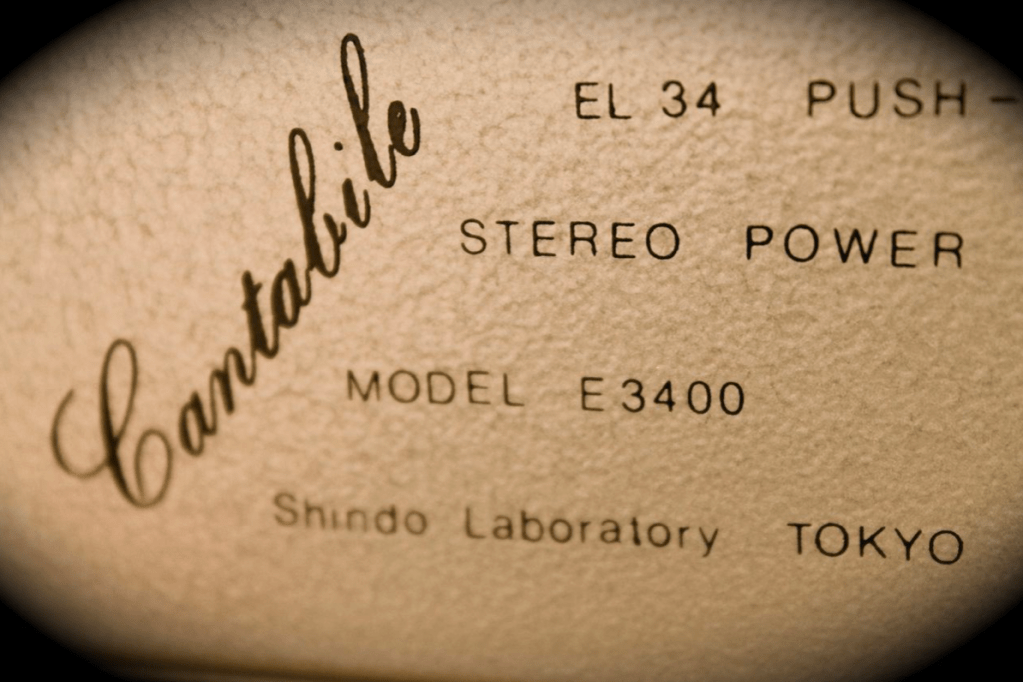 Cantabile
EL 34 PUSH-
STEREO POWER
MODEL E3400
Shindo Laboratory TOKYO